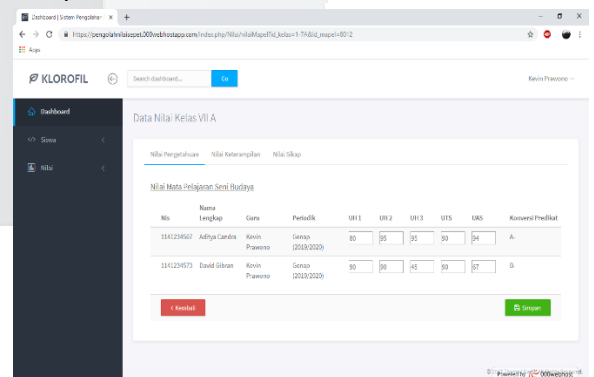 Dashboard | Sistem Pengolahan
https://pengolahnilaisepet.000webhostapp.com/index.php/Nilai/nilaiMapel?id_kelas=1-7A&id_mapel=8012
Apps
KLOROFIL
Search dashboard...
Go
Kevin Prawono
Dashboard
Siswa
Nilai
Data Nilai Kelas VII A
Nilai Pengetahuan Nilai Keterampilan Nilai Sikap
Nilai Mata Pelajaran Seni Budaya
Nis Nama Lengkap Guru Periodik UH 1 UH 2 UH 3 UTS UAS Konversi Predikat
1141234567 Aditya Candra Kevin Prawono Genap (2019/2020) 80 95 95 90 94 A-
1141234573 David Gibran Kevin Prawono Genap (2019/2020) 90 90 45 90 67 B-
< Kembali
Simpan
Powered by 000webhost